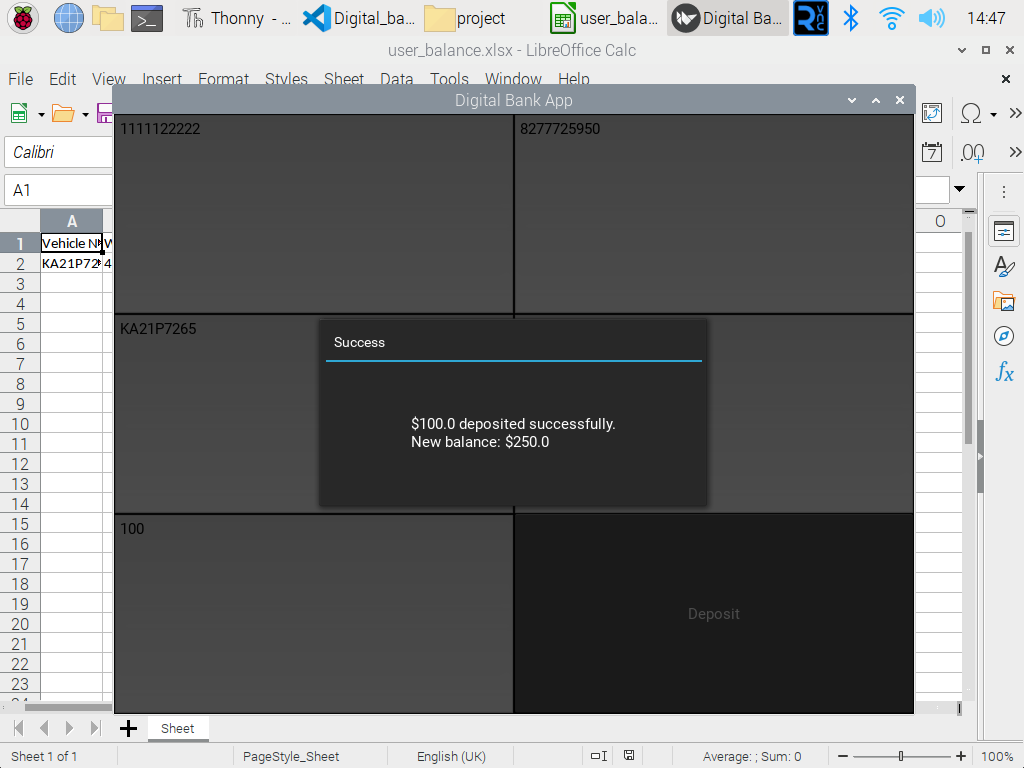 Thonny - ...
Digital_ba...
project
user_bala...
Digital Ba...
14:47
user_balance.xlsx - LibreOffice Calc
File Edit View Insert Format Styles Sheet Data Tools Window Help
Digital Bank App
Calibri
A1
A
O
1 Vehicle N
2 KA21P72 4
3
4
5
6
7
8
9
10
11
12
13
14
15
16
17
18
19
20
21
22
23
1111122222
8277725950
KA21P7265
Success
$100.0 deposited successfully.
New balance: $250.0
100
Deposit
Sheet
Sheet 1 of 1
PageStyle_Sheet
English (UK)
Average: ; Sum: 0
100%